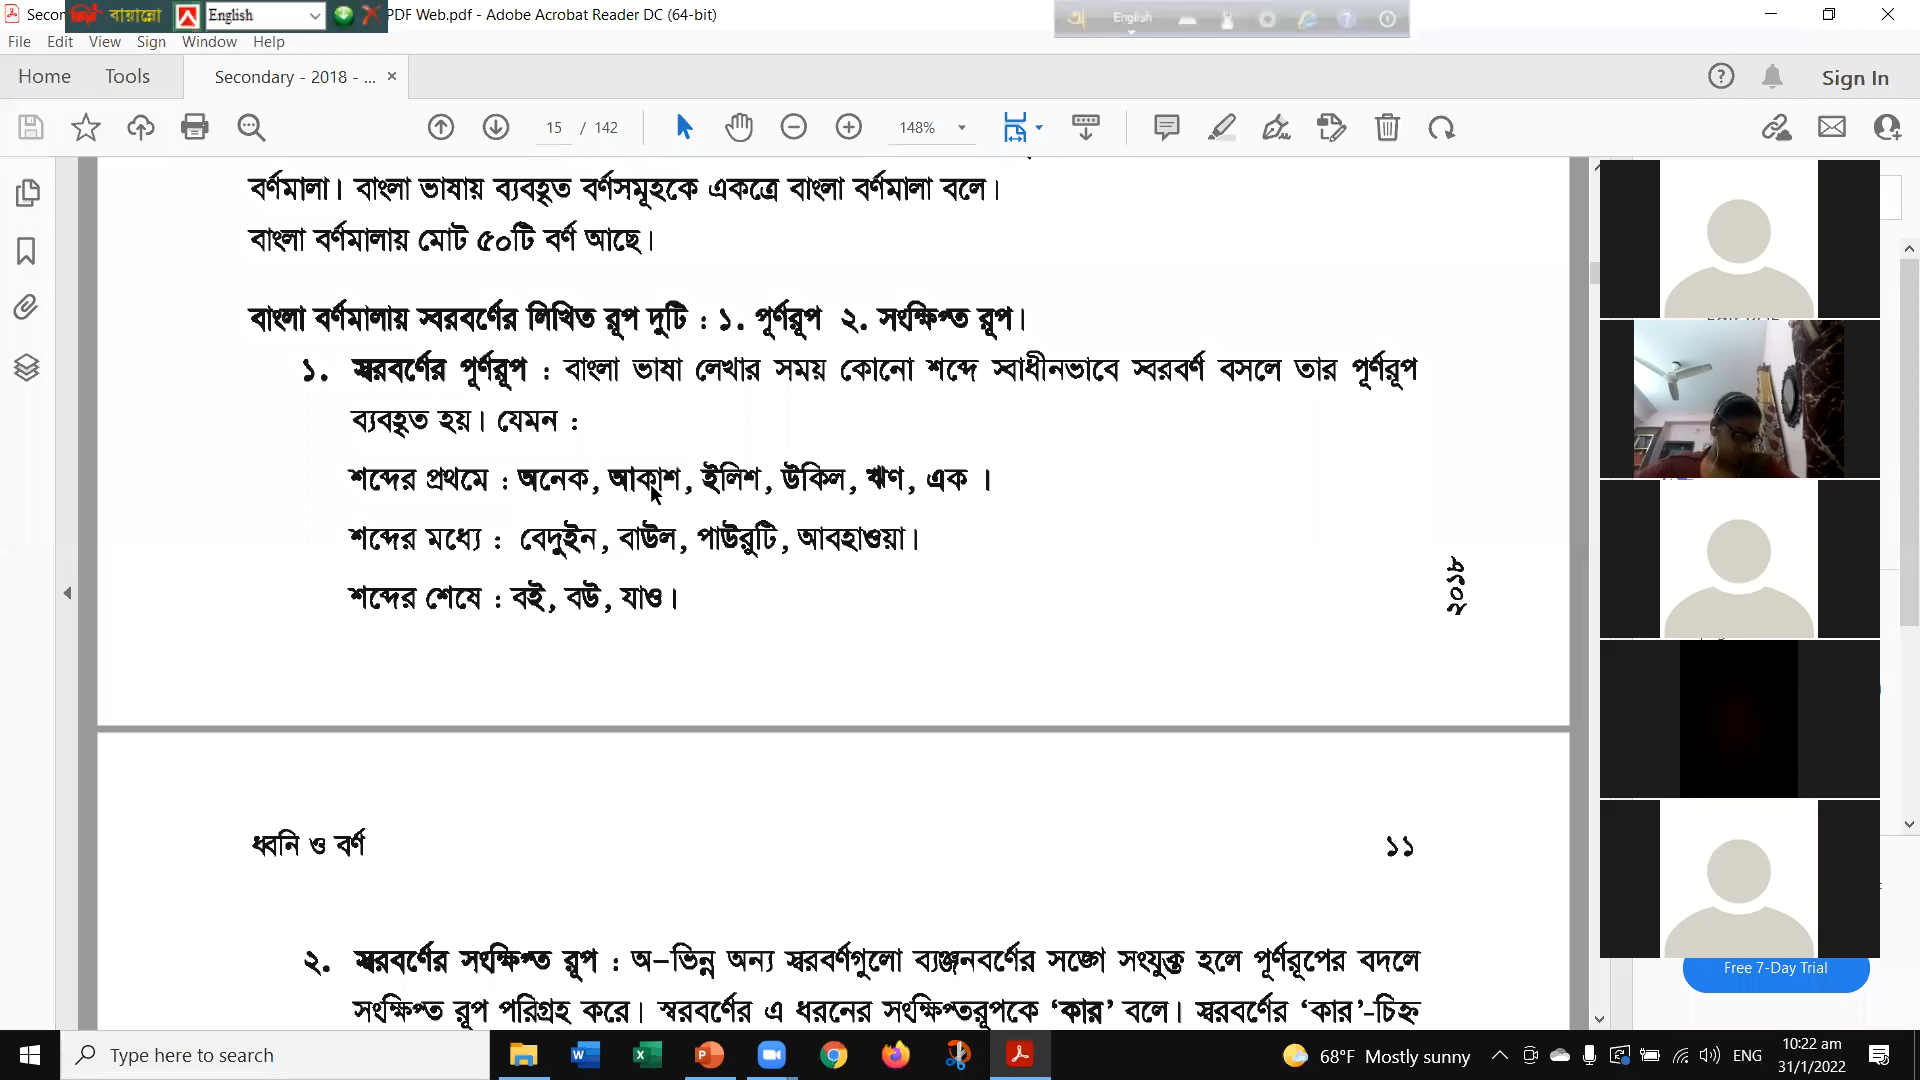 Secon
বায়ান্নো
English
PDF Web.pdf - Adobe Acrobat Reader DC (64-bit)
English
File Edit View Sign Window Help
Home Tools Secondary - 2018 - ... × Sign In
15 / 142 148%
বর্ণমালা। বাংলা ভাষায় ব্যবহৃত বর্ণসমূহকে একত্রে বাংলা বর্ণমালা বলে।
বাংলা বর্ণমালায় মোট ৫০টি বর্ণ আছে।
বাংলা বর্ণমালায় স্বরবর্ণের লিখিত রূপ দুটি : ১. পূর্ণরূপ ২. সংক্ষিপ্ত রূপ।
১. স্বরবর্ণের পূর্ণরূপ : বাংলা ভাষা লেখার সময় কোনো শব্দে স্বাধীনভাবে স্বরবর্ণ বসলে তার পূর্ণরূপ
ব্যবহৃত হয়। যেমন :
শব্দের প্রথমে : অনেক, আকাশ, ইলিশ, উকিল, ঋণ, এক ।
শব্দের মধ্যে : বেদুইন, বাউল, পাউরুটি, আবহাওয়া।
শব্দের শেষে : বই, বউ, যাও।
২০১৮
ধ্বনি ও বর্ণ ১১
২. স্বরবর্ণের সংক্ষিপ্ত রূপ : অ-ভিন্ন অন্য স্বরবর্ণগুলো ব্যঞ্জনবর্ণের সঙ্গে সংযুক্ত হলে পূর্ণরূপের বদলে
সংক্ষিপ্ত রূপ পরিগ্রহ করে। স্বরবর্ণের এ ধরনের সংক্ষিপ্তরূপকে ‘কার’ বলে। স্বরবর্ণের ‘কার’-চিহ্ন
Free 7-Day Trial
Type here to search
68°F Mostly sunny
ENG
10:22 am
31/1/2022